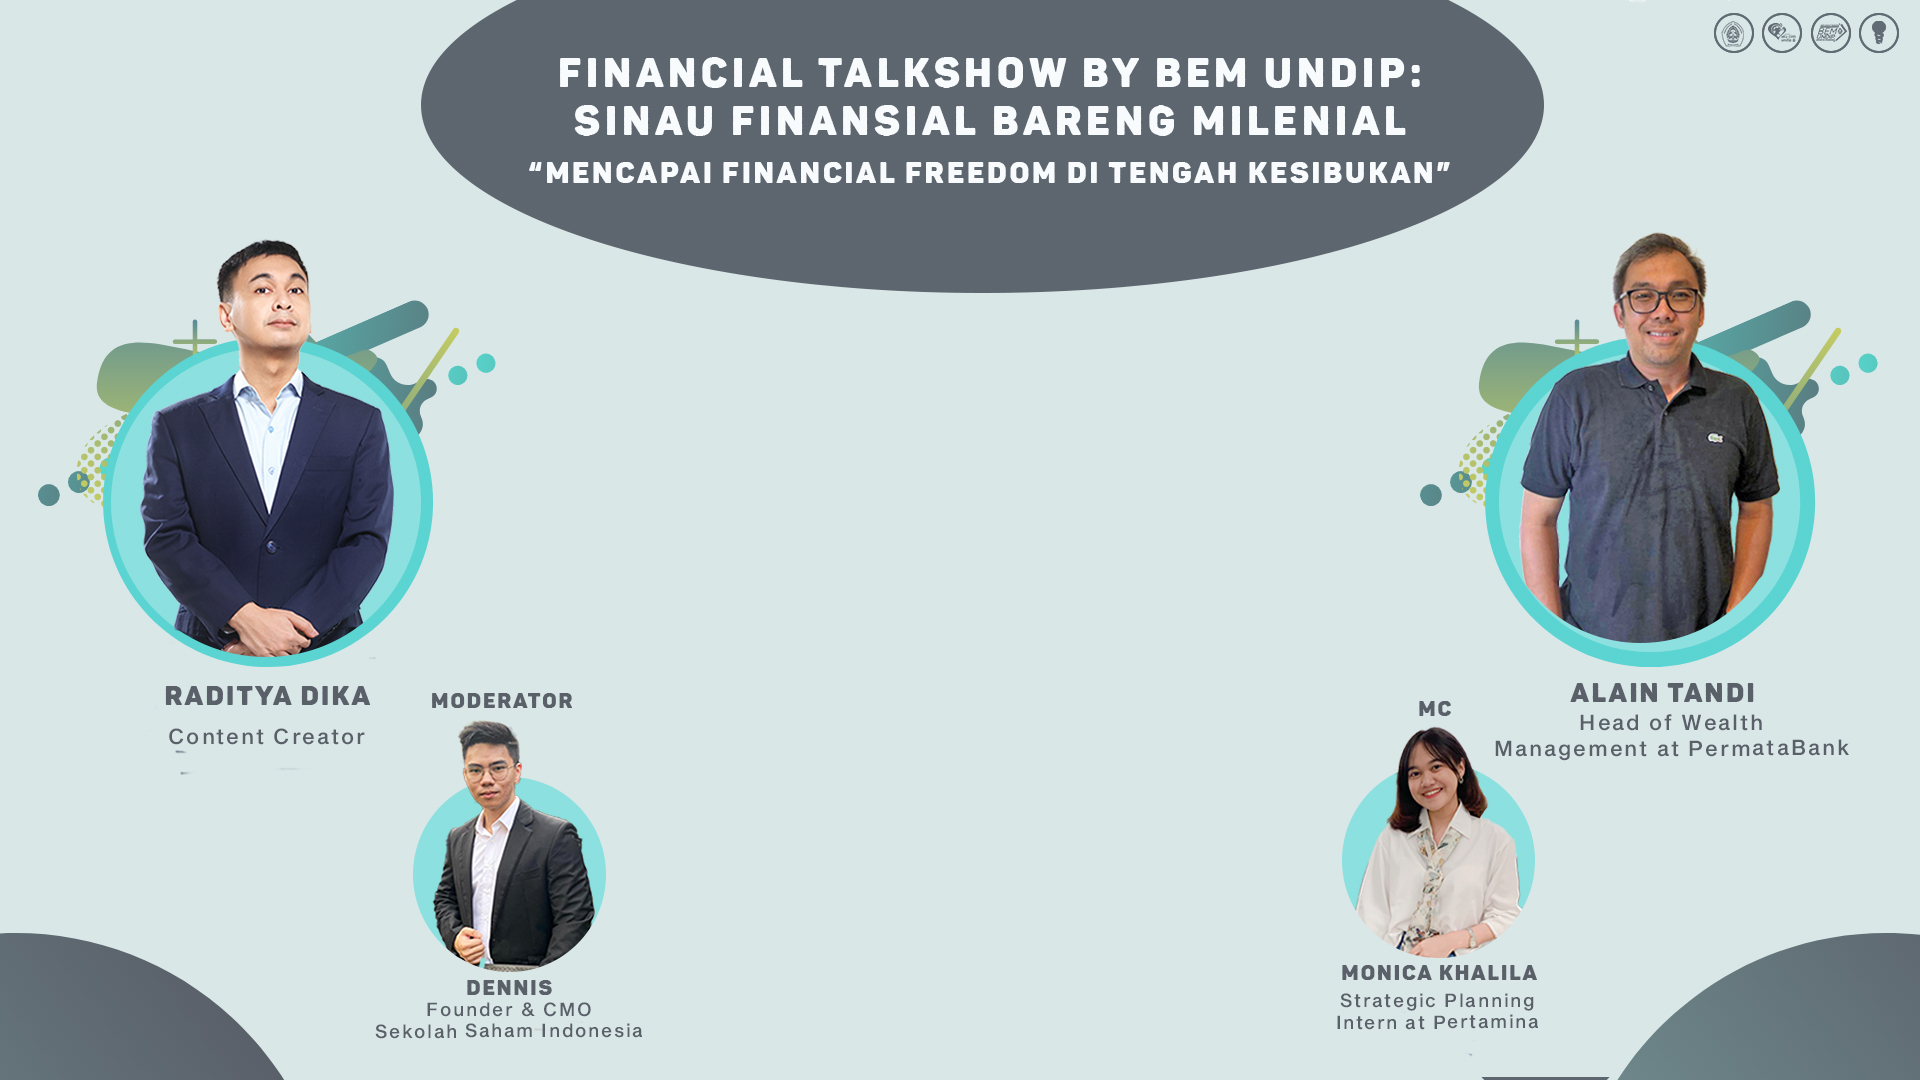 FINANCIAL TALKSHOW BY BEM UNDIP:
SINAU FINANSIAL BARENG MILENIAL
“MENCAPAI FINANCIAL FREEDOM DI TENGAH KESIBUKAN”
RADITYA DIKA
Content Creator
MODERATOR
DENNIS
Founder & CMO
Sekolah Saham Indonesia
MC
MONICA KHALILA
Strategic Planning
Intern at Pertamina
ALAIN TANDI
Head of Wealth
Management at PermataBank